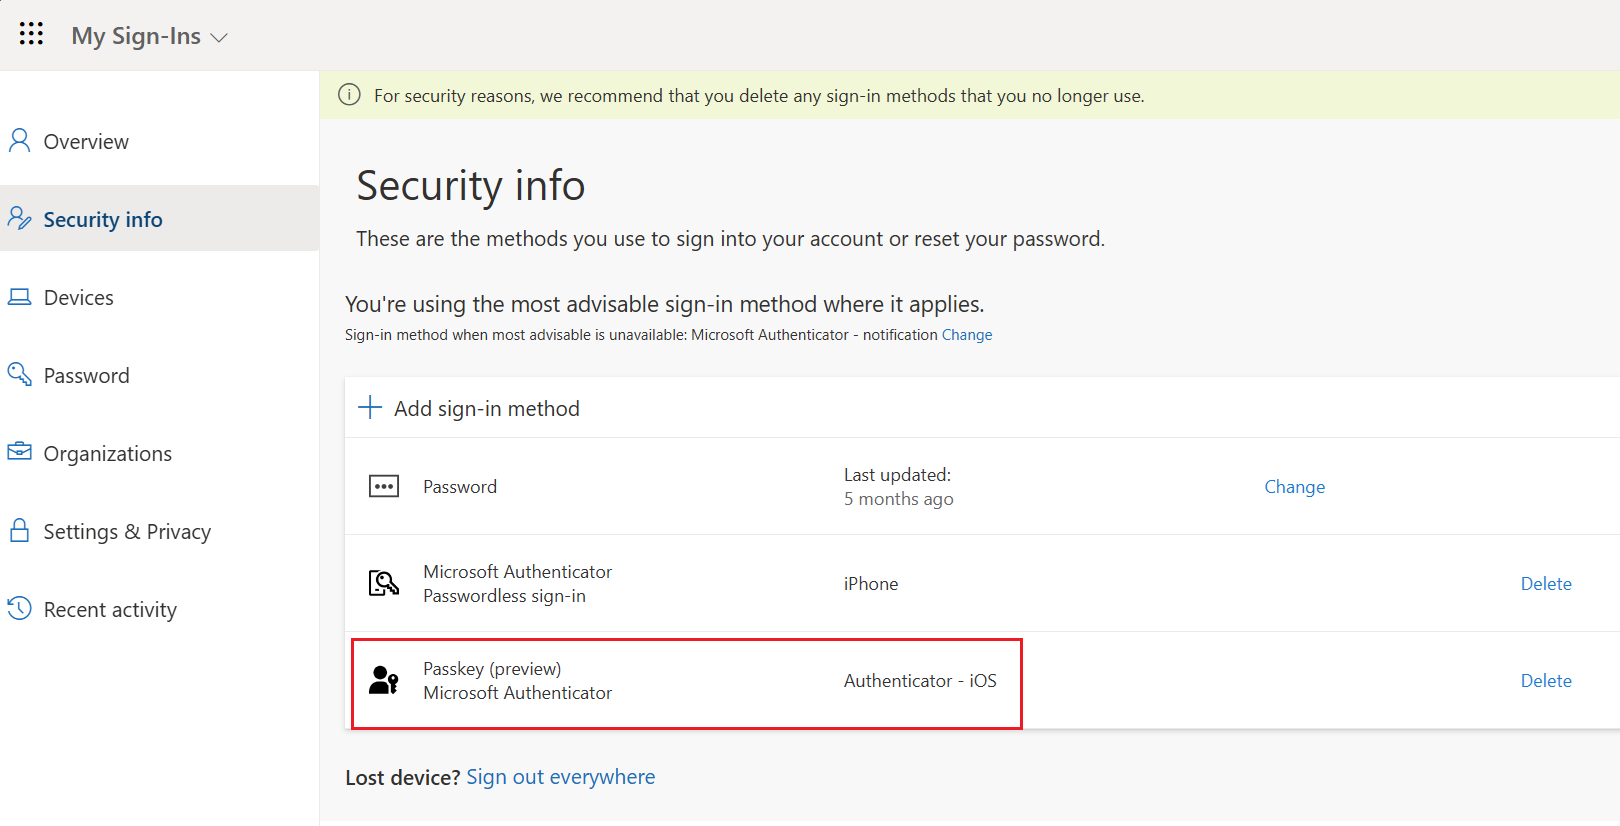 My Sign-Ins
For security reasons, we recommend that you delete any sign-in methods that you no longer use.
Overview
Security info
Devices
Password
Organizations
Settings & Privacy
Recent activity
Security info
These are the methods you use to sign into your account or reset your password.
You're using the most advisable sign-in method where it applies.
Sign-in method when most advisable is unavailable: Microsoft Authenticator - notification Change
Add sign-in method
Password
Last updated:
5 months ago
Change
Microsoft Authenticator
Passwordless sign-in
iPhone
Delete
Passkey (preview)
Microsoft Authenticator
Authenticator - iOS
Delete
Lost device? Sign out everywhere